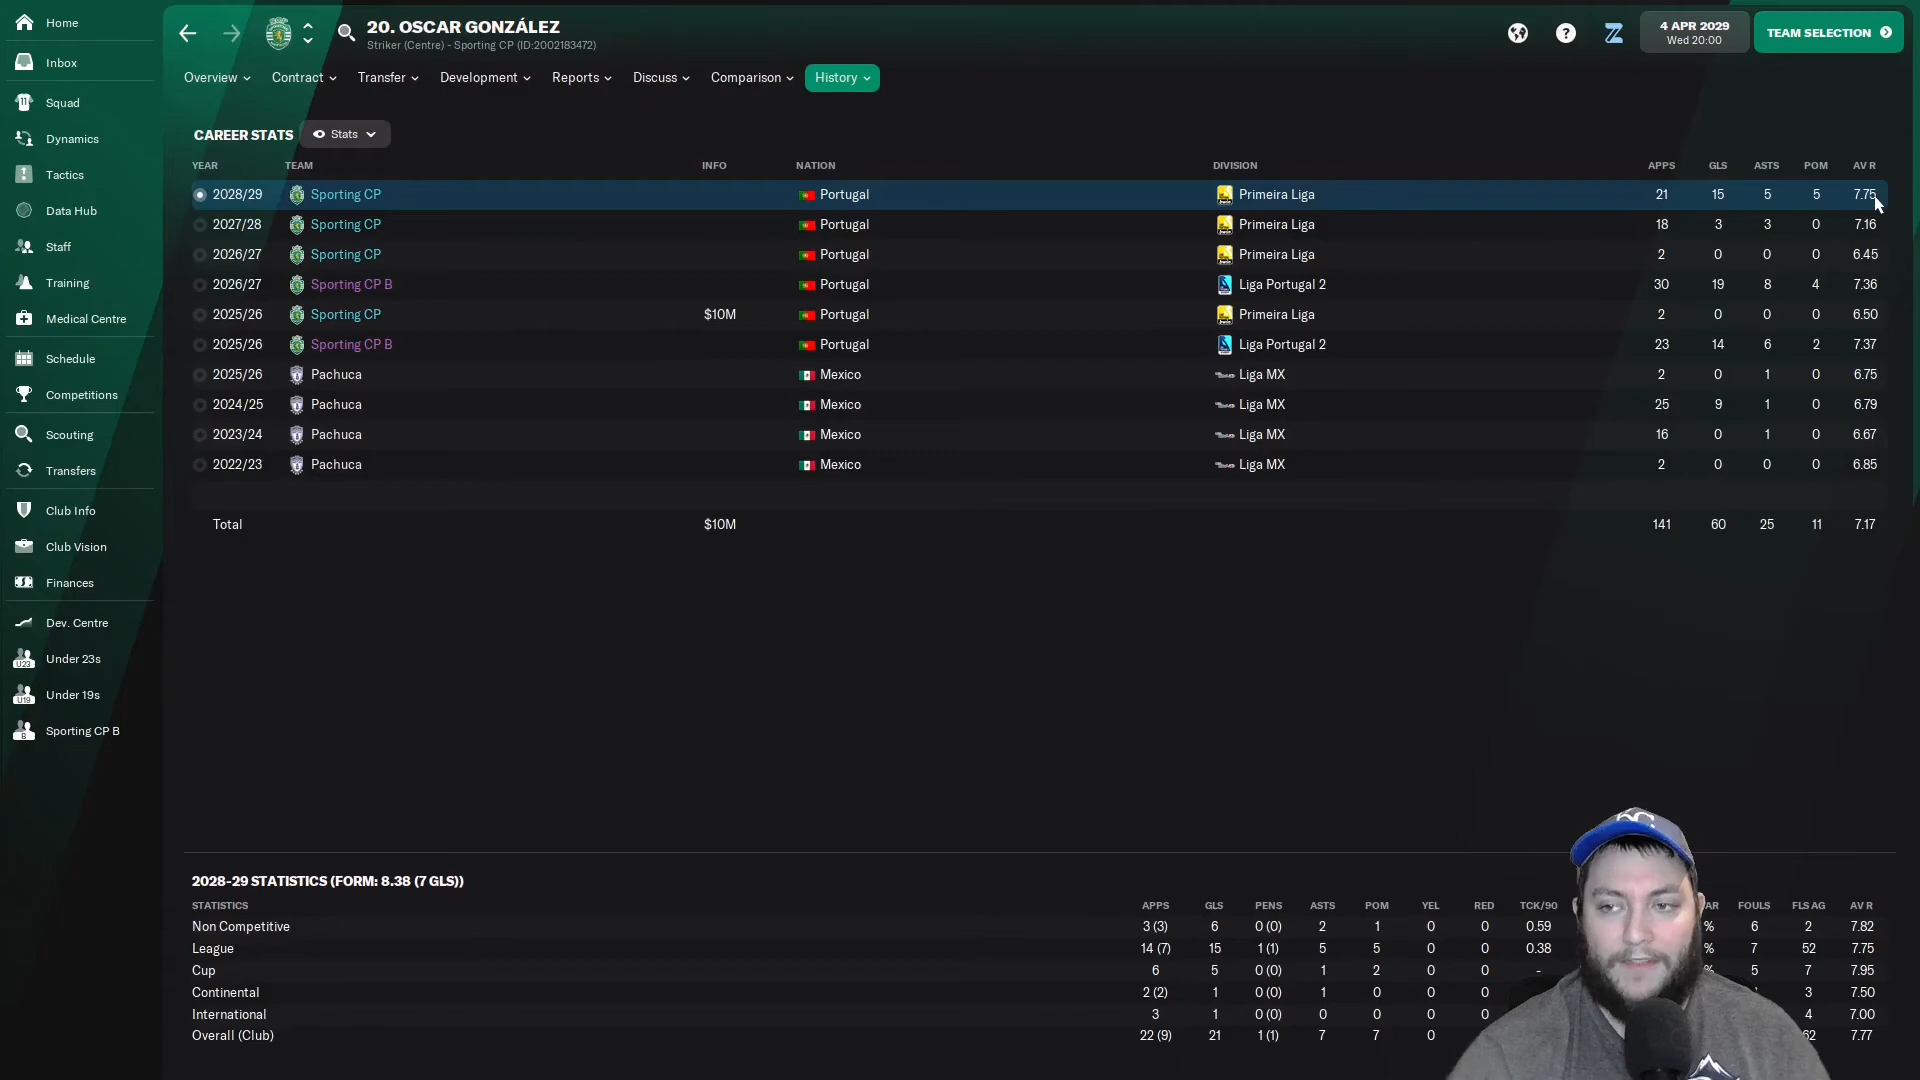 Home
Inbox
Squad
Dynamics
Tactics
Data Hub
Staff
Training
Medical Centre
Schedule
Competitions
Scouting
Transfers
Club Info
Club Vision
Finances
Dev. Centre
U23 Under 23s
U19 Under 19s
B Sporting CP B
20. OSCAR GONZÁLEZ
Striker (Centre) - Sporting CP (ID:2002183472)
4 APR 2029
Wed 20:00
TEAM SELECTION
Overview Contract Transfer Development Reports Discuss Comparison History
CAREER STATS Stats
YEAR TEAM INFO NATION DIVISION APPS GLS ASTS POM AV R
2028/29 Sporting CP Portugal Primeira Liga 21 15 5 5 7.75
2027/28 Sporting CP Portugal Primeira Liga 18 3 3 0 7.16
2026/27 Sporting CP Portugal Primeira Liga 2 0 0 0 6.45
2026/27 Sporting CP B Portugal Liga Portugal 2 30 19 8 4 7.36
2025/26 Sporting CP $10M Portugal Primeira Liga 2 0 0 0 6.50
2025/26 Sporting CP B Portugal Liga Portugal 2 23 14 6 2 7.37
2025/26 Pachuca Mexico Liga MX 2 0 1 0 6.75
2024/25 Pachuca Mexico Liga MX 25 9 1 0 6.79
2023/24 Pachuca Mexico Liga MX 16 0 1 0 6.67
2022/23 Pachuca Mexico Liga MX 2 0 0 0 6.85
Total $10M 141 60 25 11 7.17
2028-29 STATISTICS (FORM: 8.38 (7 GLS))
STATISTICS APPS GLS PENS ASTS POM YEL RED TCK/90 AR FOULS FLS AG AV R
Non Competitive 3 (3) 6 0 (0) 2 1 0 0 0.59 % 6 2 7.82
League 14 (7) 15 1 (1) 5 5 0 0 0.38 % 7 52 7.75
Cup 6 5 0 (0) 1 2 0 0 - % 5 7 7.95
Continental 2 (2) 1 0 (0) 1 0 0 0 3 7.50
International 3 1 0 (0) 0 0 0 0 4 7.00
Overall (Club) 22 (9) 21 1 (1) 7 7 0 62 7.77